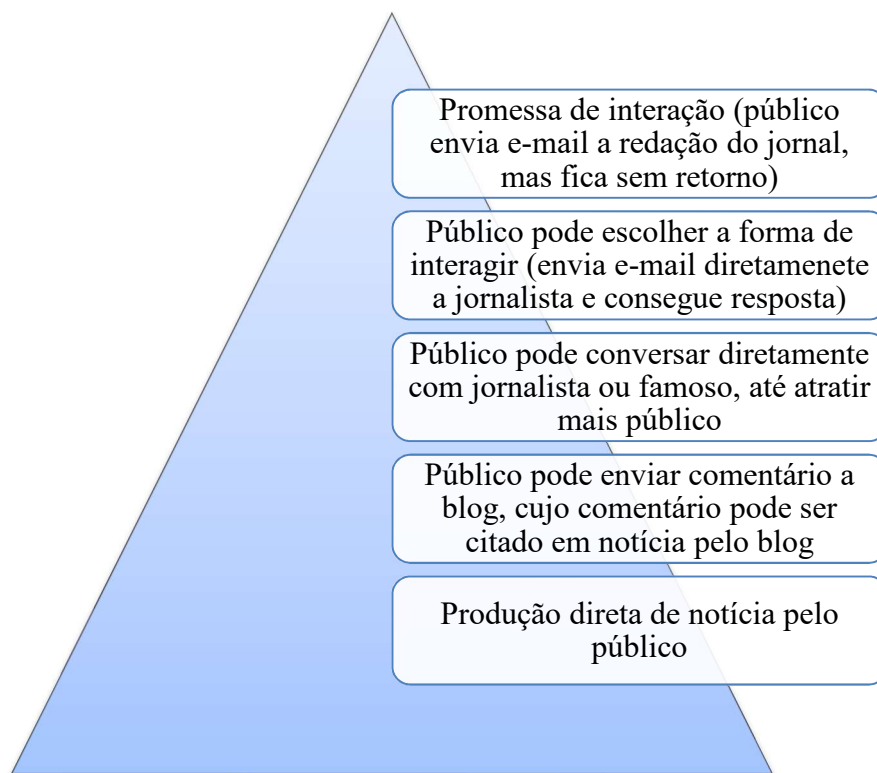 Promessa de interação (público
envia e-mail a redação do jornal,
mas fica sem retorno)
Público pode escolher a forma de
interagir (envia e-mail diretamenete
a jornalista e consegue resposta)
Público pode conversar diretamente
com jornalista ou famoso, até atratir
mais público
Público pode enviar comentário a
blog, cujo comentário pode ser
citado em notícia pelo blog
Produção direta de notícia pelo
público